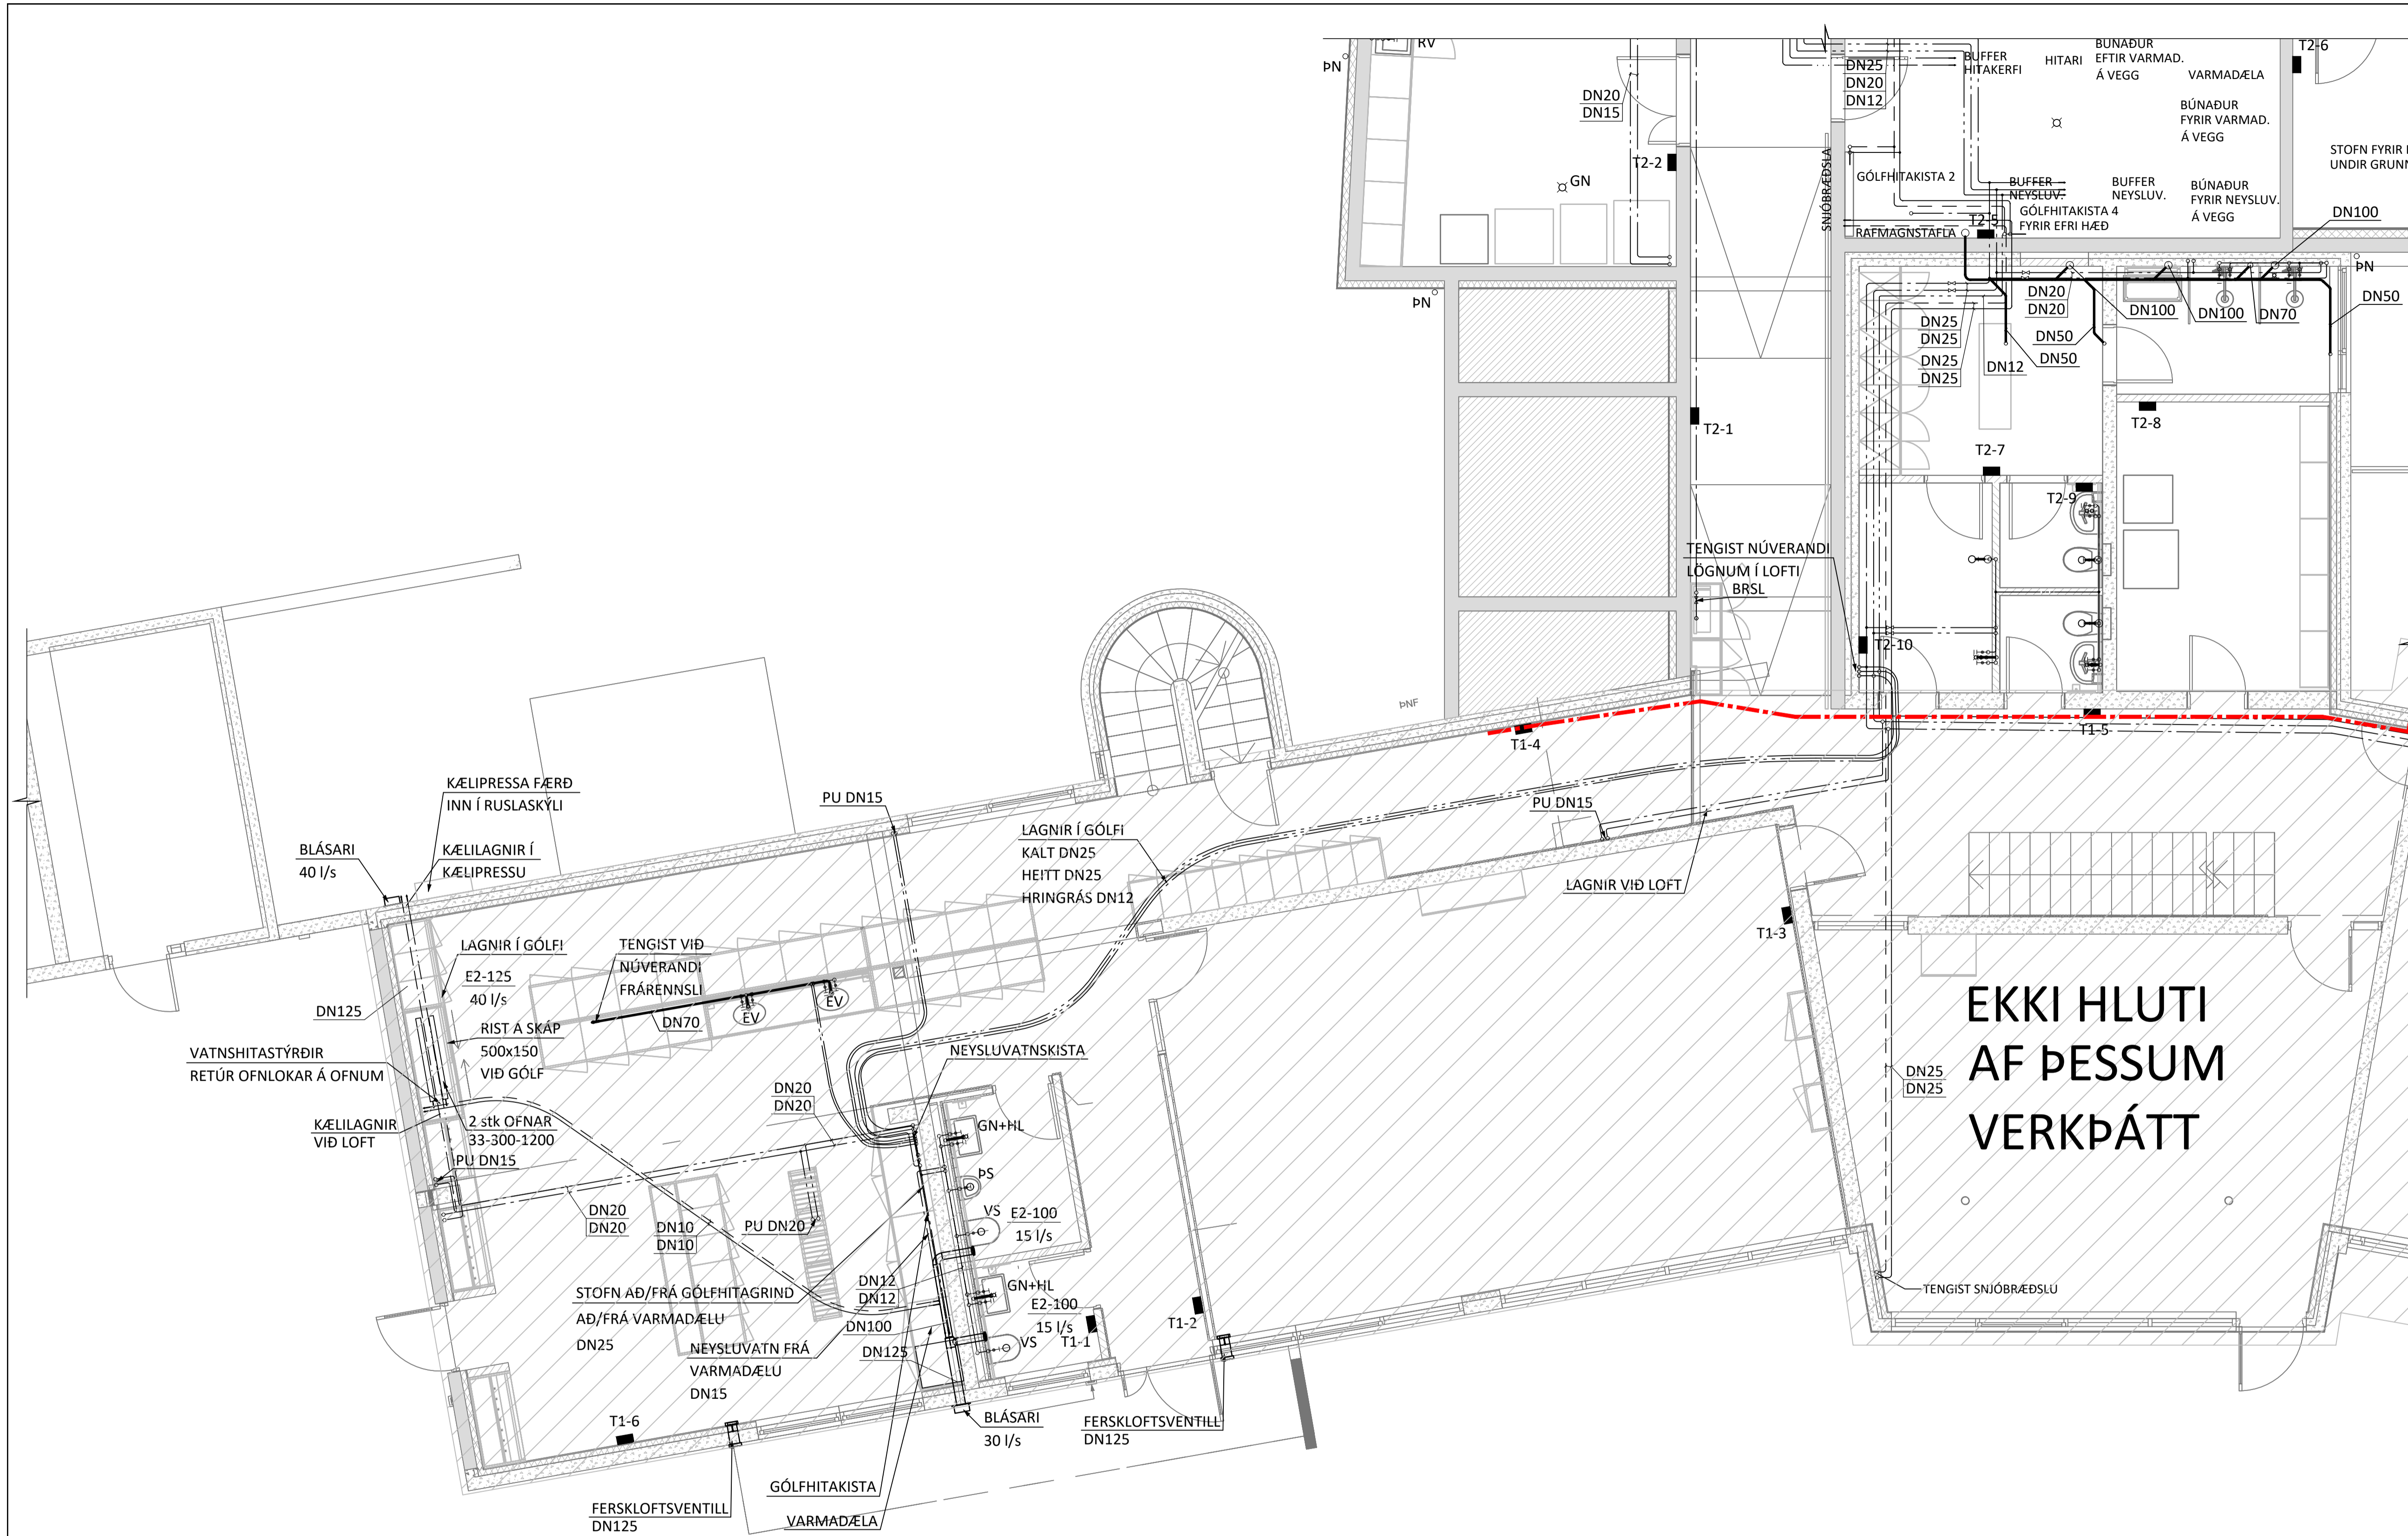 RV
ÞN
DN20
DN15
T2-2
GN
ÞN
DN25
DN20
DN12
BUFFER
HITAKERFI
HITARI
BÚNAÐUR
EFTIR VARMAD.
Á VEGG
VARMADÆLA
T2-6
BÚNAÐUR
FYRIR VARMAD.
Á VEGG
STOFN FYRIR
SNJÓBRÆÐSLA
GÓLFHITAKISTA 2
BUFFER
NEYSLUV.
BUFFER
NEYSLUV.
BÚNAÐUR
FYRIR NEYSLUV.
Á VEGG
GÓLFHITAKISTA 4
FYRIR EFRI HÆÐ
T2-5
RAFMAGNSTAFLA
DN100
ÞN
DN20
DN20
DN100
DN100
DN70
DN50
DN25
DN25
DN50
DN50
DN25
DN25
DN12
T2-1
T2-8
T2-7
T2-9
TENGIST NÚVERANDI
LÖGNUM Í LOFTI
BRSL
T2-10
ÞNF
T1-4
T1-5
KÆLIPRESSA FÆRÐ
INN Í RUSLASKÝLI
PU DN15
PU DN15
BLÁSARI
40 l/s
KÆLILAGNIR Í
KÆLIPRESSU
LAGNIR Í GÓLFI
KALT DN25
HEITT DN25
HRINGRÁS DN12
LAGNIR VIÐ LOFT
T1-3
LAGNIR Í GÓLFI
TENGIST VIÐ
NÚVERANDI
FRÁRENNSLI
E2-125
40 l/s
DN125
EV
EV
DN70
RIST A SKÁP
500x150
VIÐ GÓLF
VATNSHITASTÝRÐIR
RETÚR OFNLOKAR Á OFNUM
NEYSLUVATNSKISTA
EKKI HLUTI
AF ÞESSUM
VERKÞÁTT
DN25
DN25
DN20
DN20
KÆLILAGNIR
VIÐ LOFT
2 stk OFNAR
33-300-1200
PU DN15
GN+HL
ÞS
DN20
DN20
DN10
DN10
PU DN20
VS
E2-100
15 l/s
STOFN AÐ/FRÁ GÓLFHITAGRIND
AÐ/FRÁ VARMADÆLU
DN25
DN12
DN12
GN+HL
E2-100
15 l/s
DN100
TENGIST SNJÓBRÆÐSLU
NEYSLUVATN FRÁ
VARMADÆLU
DN15
DN125
VS
T1-1
T1-2
T1-6
BLÁSARI
30 l/s
FERSKLOFTSVENTILL
DN125
GÓLFHITAKISTA
FERSKLOFTSVENTILL
DN125
VARMADÆLA